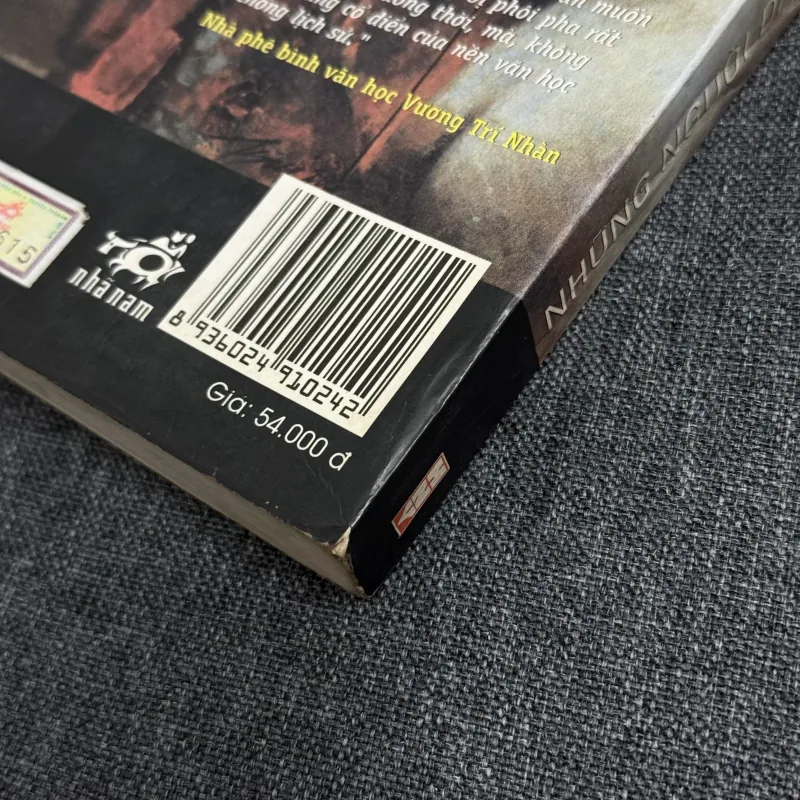 muốn
phôi pha rất
thời, mà, không
cổ điển của nền văn học
lịch sử."
Nhà phê bình văn học Vương Trí Nhàn
615
nhã nam
8 936024 910242
Giá: 54.000 đ
NHỮNG NGƯỜI